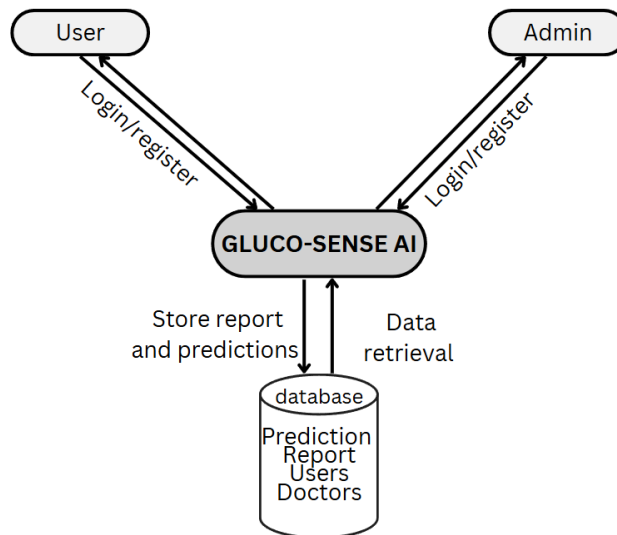 User
Admin
Login/register
Login/register
GLUCO-SENSE AI
Store report
and predictions
Data
retrieval
database
Prediction
Report
Users
Doctors